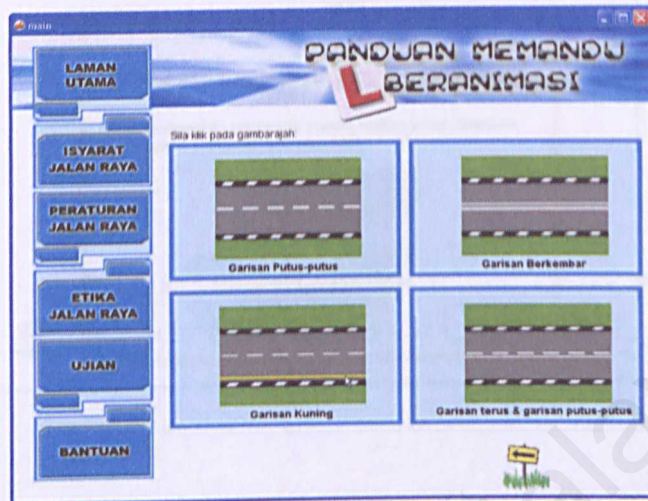 main
PANDUAN MEMANDU
BERANIMASI
LAMAN
UTAMA
ISYARAT
JALAN RAYA
PERATURAN
JALAN RAYA
ETIKA
JALAN RAYA
UJIAN
BANTUAN
Sila klik pada gambarajah:
Garisan Putus-putus
Garisan Berkembar
Garisan Kuning
Garisan terus & garisan putus-putus